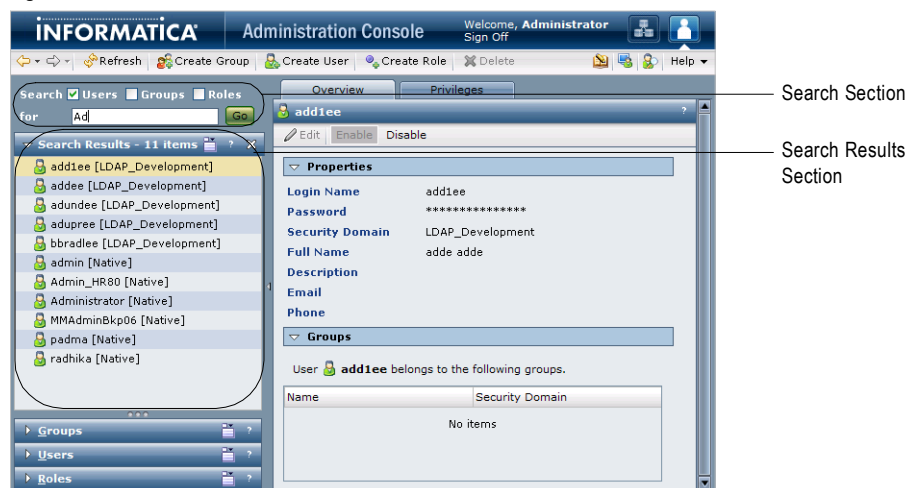 INFORMATICA Administration Console Welcome, Administrator
Sign Off
Refresh Create Group Create User Create Role Delete Help
Search Users Groups Roles
for Ad Go
Search Results - 11 items ?
add1ee [LDAP_Development]
addee [LDAP_Development]
adundee [LDAP_Development]
adupree [LDAP_Development]
bbradlee [LDAP_Development]
admin [Native]
Admin_HR80 [Native]
Administrator [Native]
MMAdminBkp06 [Native]
padma [Native]
radhika [Native]
Groups ?
Users ?
Roles ?
Overview Privileges
add1ee ?
Edit Enable Disable
Properties
Login Name add1ee
Password ***************
Security Domain LDAP_Development
Full Name adde adde
Description
Email
Phone
Groups
User add1ee belongs to the following groups.
Name Security Domain
No items
Search Section
Search Results
Section